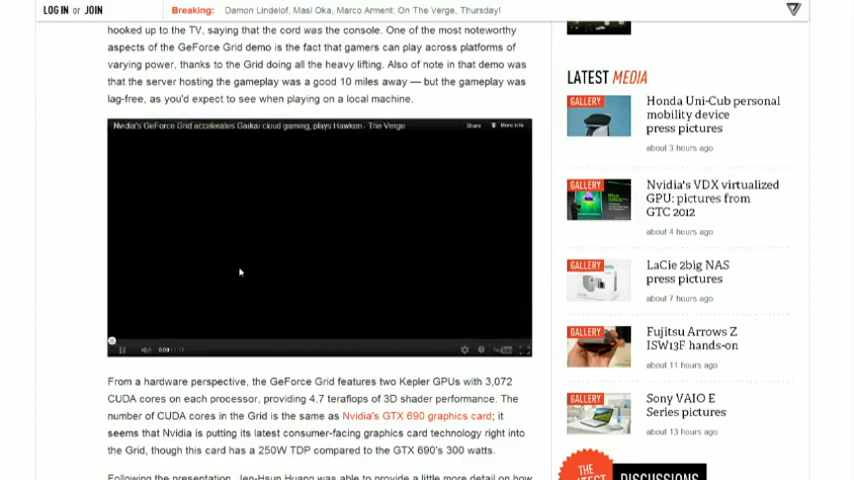 LOG IN or JOIN
Breaking: Damon Lindelof, Masi Oka, Marco Arment: On The Verge, Thursday!
hooked up to the TV, saying that the cord was the console. One of the most noteworthy
aspects of the GeForce Grid demo is the fact that gamers can play across platforms of
varying power, thanks to the Grid doing all the heavy lifting. Also of note in that demo was
that the server hosting the gameplay was a good 10 miles away — but the gameplay was
lag-free, as you'd expect to see when playing on a local machine.
Nvidia's GeForce Grid accelerates Gaikai cloud gaming, plays Hawken - The Verge
Share
More info
0:00 / 1:17
From a hardware perspective, the GeForce Grid features two Kepler GPUs with 3,072
CUDA cores on each processor, providing 4.7 teraflops of 3D shader performance. The
number of CUDA cores in the Grid is the same as Nvidia's GTX 690 graphics card; it
seems that Nvidia is putting its latest consumer-facing graphics card technology right into
the Grid, though this card has a 250W TDP compared to the GTX 690's 300 watts.
Following the presentation, Jen-Hsun Huang was able to provide a little more detail on how
LATEST MEDIA
GALLERY
Honda Uni-Cub personal
mobility device
press pictures
about 3 hours ago
GALLERY
Nvidia's VDX virtualized
GPU: pictures from
GTC 2012
about 4 hours ago
GALLERY
LaCie 2big NAS
press pictures
about 7 hours ago
GALLERY
Fujitsu Arrows Z
ISW13F hands-on
about 11 hours ago
GALLERY
Sony VAIO E
Series pictures
about 13 hours ago
THE
LATEST
DISCUSSIONS